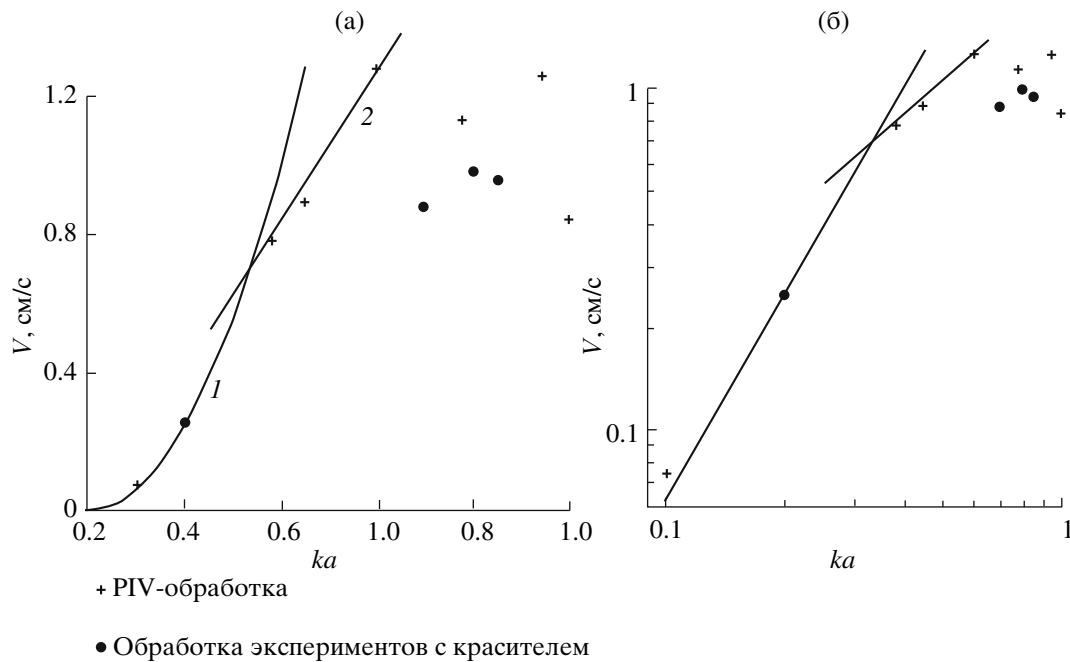 (а)
(б)
1.2
0.8
0.4
0
V, см/с
2
1
0.2
0.4
0.6
1.0
0.8
1.0
ka
1
0.1
V, см/с
0.1
1
ka
+ PIV-обработка
● Обработка экспериментов с красителем